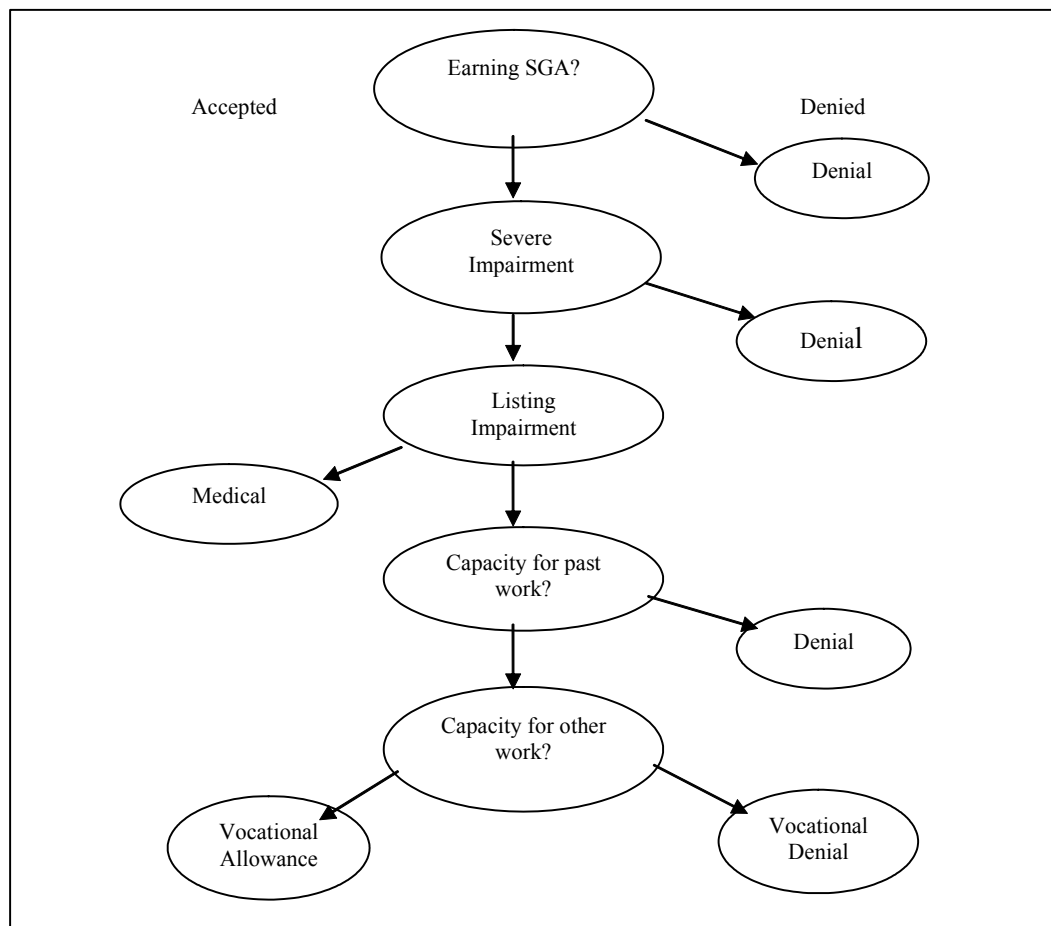 Earning SGA?
Accepted
Denied
Denial
Severe
Impairment
Denial
Listing
Impairment
Medical
Capacity for past
work?
Denial
Capacity for other
work?
Vocational
Allowance
Vocational
Denial